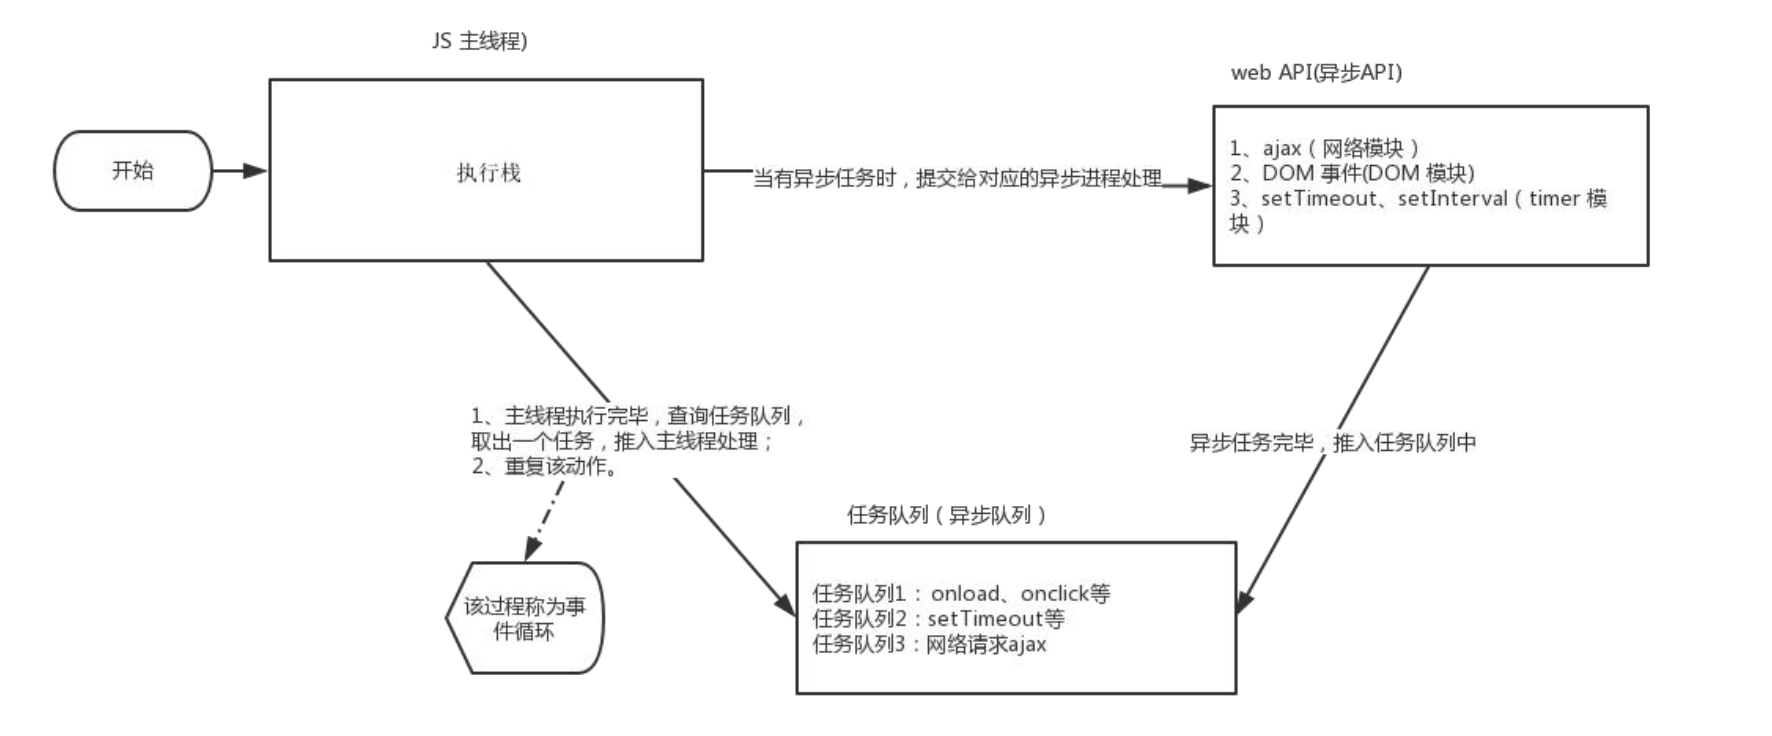 JS 主线程)
web API(异步API)
开始
执行栈
当有异步任务时，提交给对应的异步进程处理
1、ajax（网络模块）
2、DOM 事件(DOM 模块)
3、setTimeout、setInterval（timer 模
块）
1、主线程执行完毕，查询任务队列，
取出一个任务，推入主线程处理；
2、重复该动作。
异步任务完毕，推入任务队列中
任务队列（异步队列）
任务队列1：onload、onclick等
任务队列2：setTimeout等
任务队列3：网络请求ajax
该过程称为事
件循环